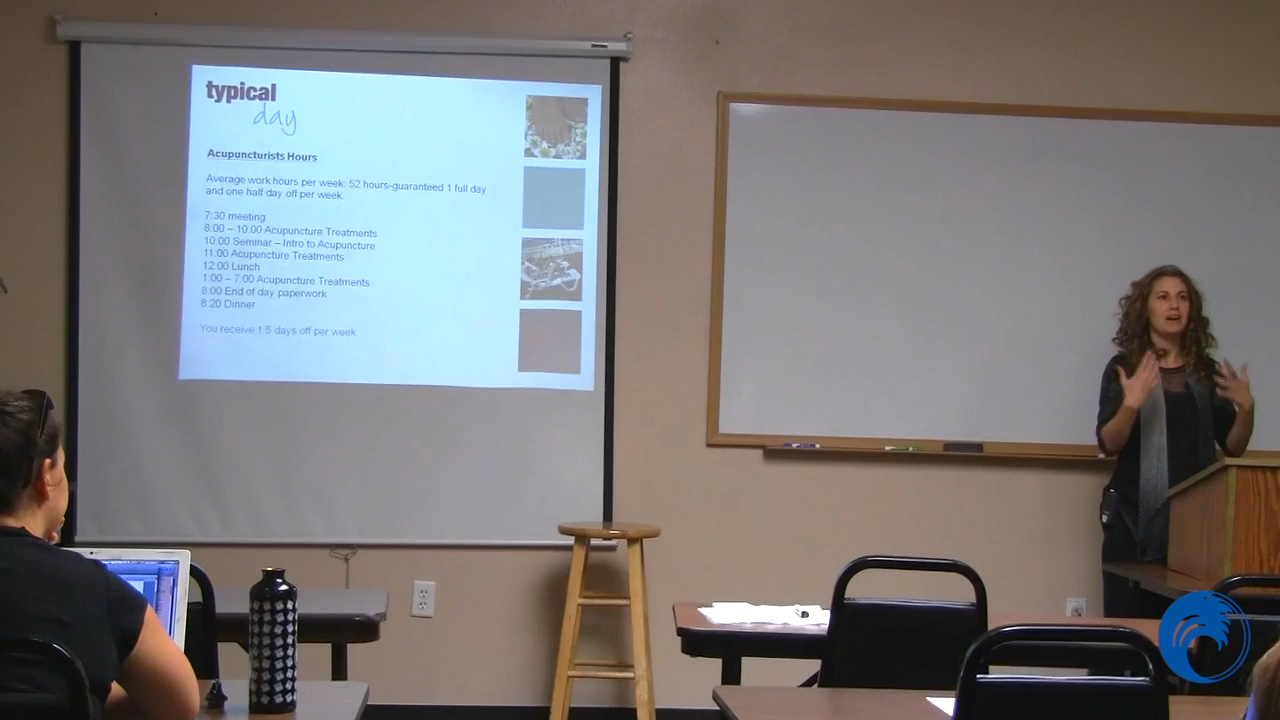 typical
day
Acupuncturists Hours
Average work hours per week: 52 hours-guaranteed 1 full day
and one half day off per week.
7:30 meeting
8:00 – 10:00 Acupuncture Treatments
10:00 Seminar – Intro to Acupuncture
11:00 Acupuncture Treatments
12:00 Lunch
1:00 – 7:00 Acupuncture Treatments
8:00 End of day paperwork
8:20 Dinner
You receive 1.5 days off per week.